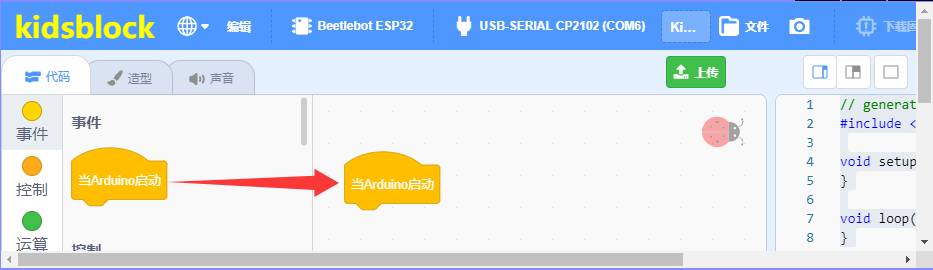 kidsblock 编辑 Beetlebot ESP32 USB-SERIAL CP2102 (COM6) Ki... 文件 下载固
代码 造型 声音 上传
事件
控制
运算
事件
当Arduino启动
控制
当Arduino启动
1 // generat
2 #include <
3
4 void setup
5 }
6
7 void loop(
8 }